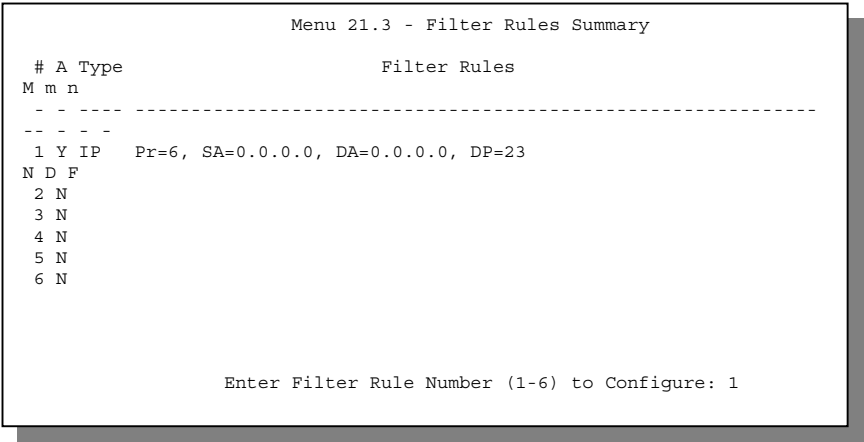 Menu 21.3 - Filter Rules Summary
# A Type Filter Rules
M m n
- - ---- -------------------------------------------------------------
-- - - -
1 Y IP Pr=6, SA=0.0.0.0, DA=0.0.0.0, DP=23
N D F
2 N
3 N
4 N
5 N
6 N
Enter Filter Rule Number (1-6) to Configure: 1